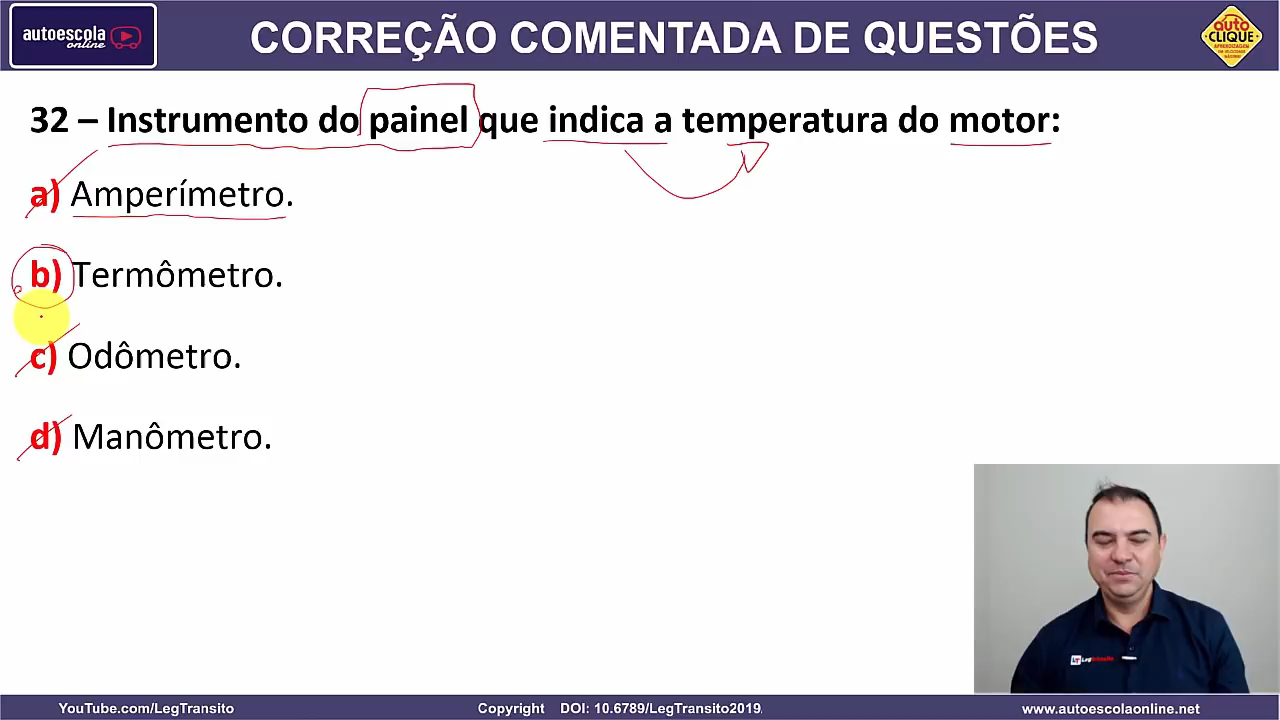 autoescola
online
CORREÇÃO COMENTADA DE QUESTÕES
auto
CLIQUE
32 – Instrumento do painel que indica a temperatura do motor:
a) Amperímetro.
b) Termômetro.
c) Odômetro.
d) Manômetro.
YouTube.com/LegTransito
Copyright DOI: 10.6789/LegTransito2019
www.autoescolaonline.net